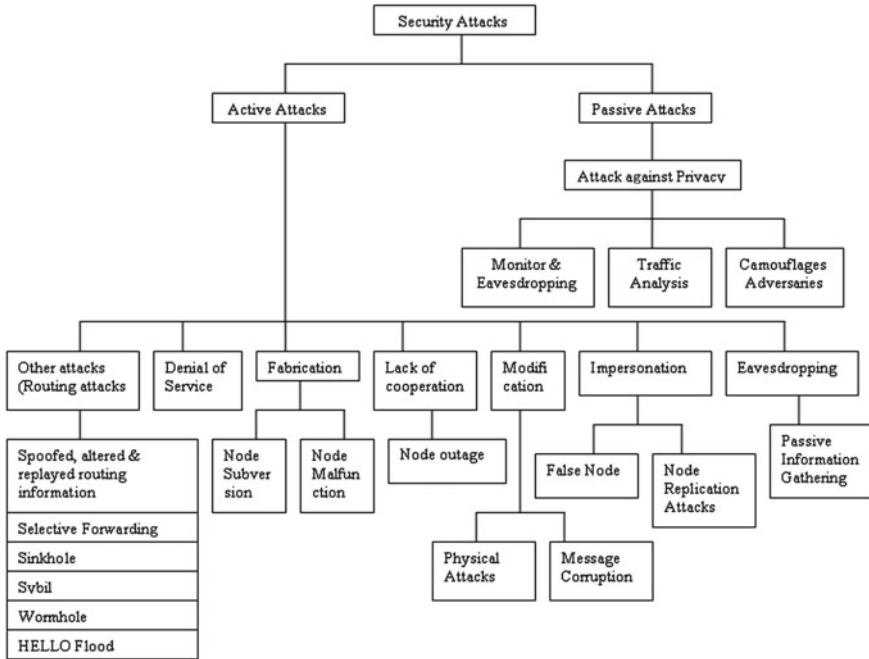 Security Attacks
Active Attacks
Passive Attacks
Attack against Privacy
Monitor &
Eavesdropping
Traffic
Analysis
Camouflages
Adversaries
Other attacks
(Routing attacks
Denial of
Service
Fabrication
Lack of
cooperation
Modifi
cation
Impersonation
Eavesdropping
Spoofed, altered &
replayed routing
information
Selective Forwarding
Sinkhole
Sybil
Wormhole
HELLO Flood
Node
Subver
sion
Node
Malfun
ction
Node outage
Physical
Attacks
Message
Corruption
False Node
Node
Replication
Attacks
Passive
Information
Gathering